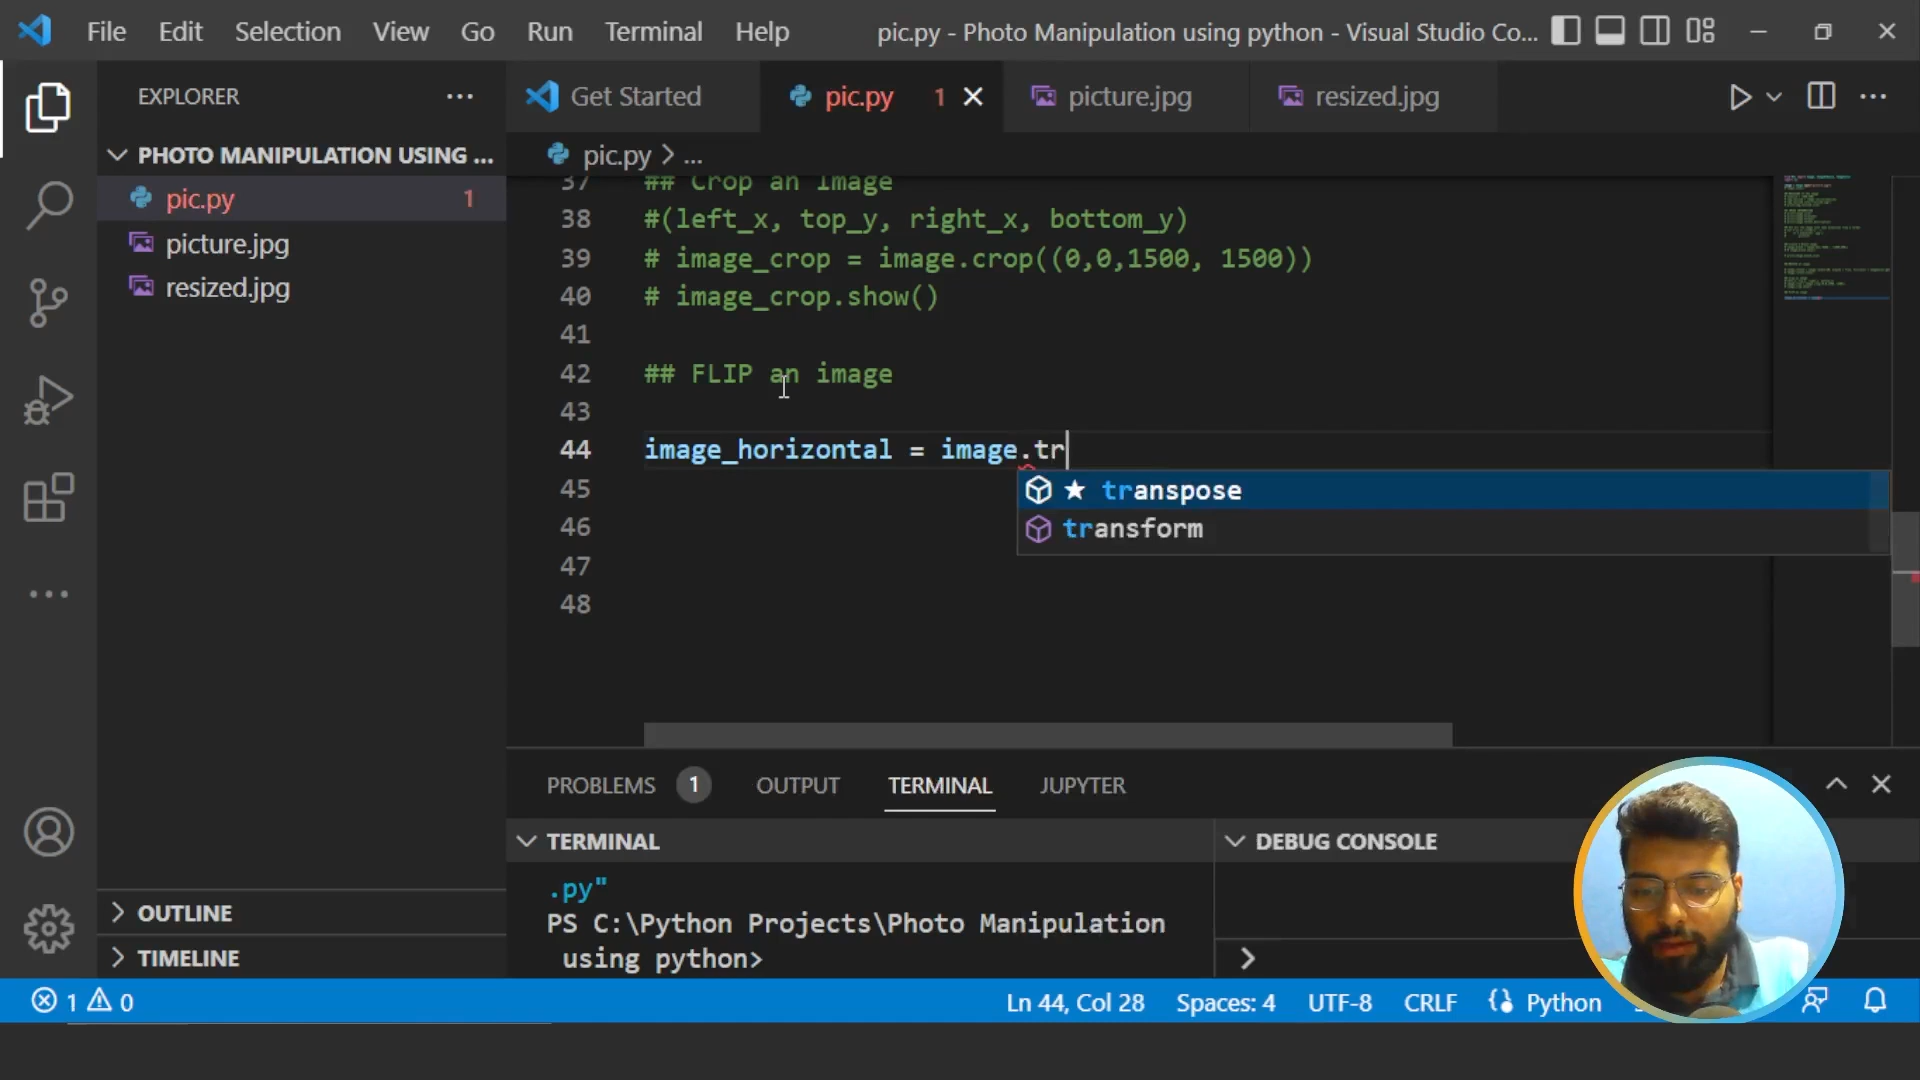 File Edit Selection View Go Run Terminal Help pic.py - Photo Manipulation using python - Visual Studio Co...
EXPLORER
Get Started pic.py 1 picture.jpg resized.jpg
PHOTO MANIPULATION USING ...
pic.py > ...
pic.py 1
picture.jpg
resized.jpg
37 ## Crop an Image
38 #(left_x, top_y, right_x, bottom_y)
39 # image_crop = image.crop((0,0,1500, 1500))
40 # image_crop.show()
41
42 ## FLIP an image
43
44 image_horizontal = image.tr
45 transpose
46 transform
47
48
PROBLEMS 1 OUTPUT TERMINAL JUPYTER
TERMINAL DEBUG CONSOLE
.py"
PS C:\Python Projects\Photo Manipulation
using python>
OUTLINE
TIMELINE
1 0 Ln 44, Col 28 Spaces: 4 UTF-8 CRLF Python